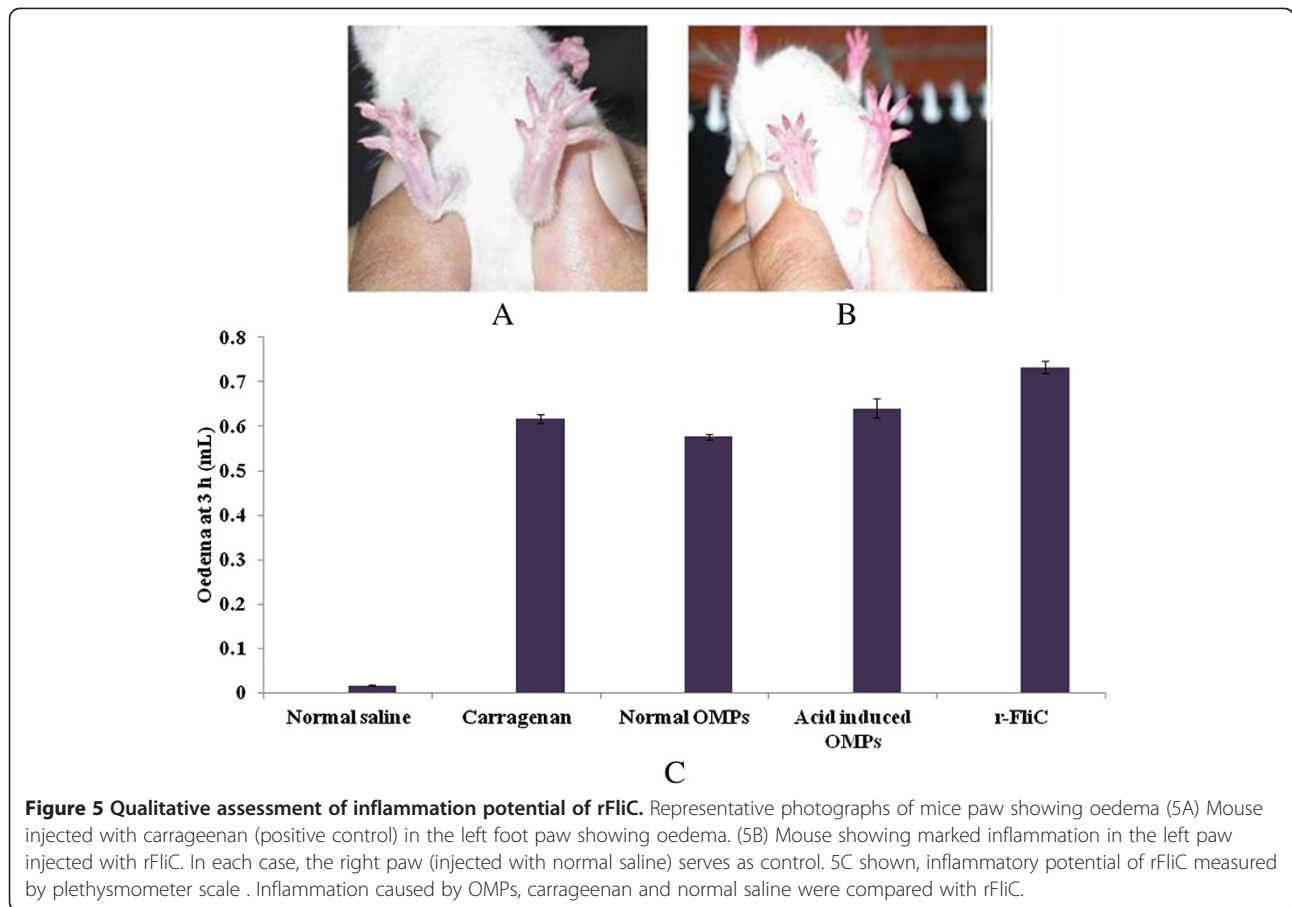 A
B
0.8
0.7
0.6
0.5
0.4
0.3
0.2
0.1
0
Oedema at 3 h (mL)
Normal saline
Carragenan
Normal OMPs
Acid induced
OMPs
r-FliC
C
Figure 5 Qualitative assessment of inflammation potential of rFliC. Representative photographs of mice paw showing oedema (5A) Mouse
injected with carrageenan (positive control) in the left foot paw showing oedema. (5B) Mouse showing marked inflammation in the left paw
injected with rFliC. In each case, the right paw (injected with normal saline) serves as control. 5C shown, inflammatory potential of rFliC measured
by plethysmometer scale . Inflammation caused by OMPs, carrageenan and normal saline were compared with rFliC.